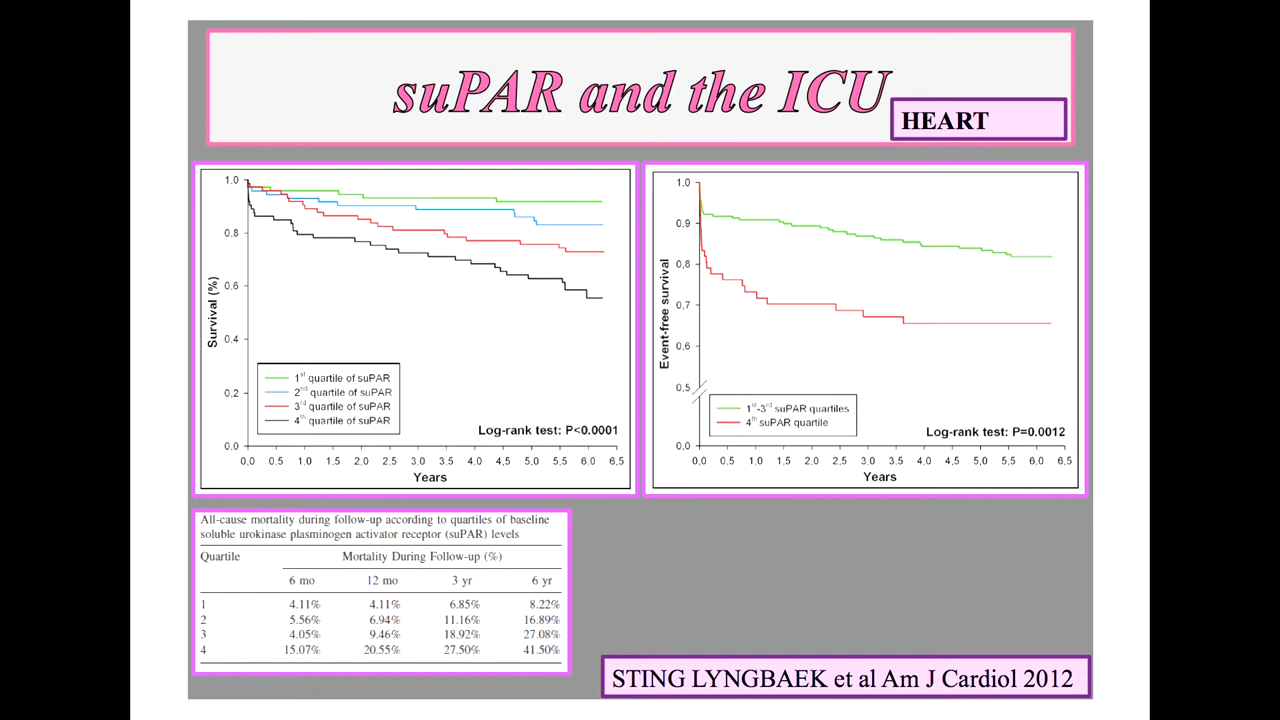 suPAR and the ICU
HEART
1.0
0.8
0.6
0.4
0.2
0.0
Survival (%)
1st quartile of suPAR
2nd quartile of suPAR
3rd quartile of suPAR
4th quartile of suPAR
Log-rank test: P<0.0001
0.0 0.5 1.0 1.5 2.0 2.5 3.0 3.5 4.0 4.5 5.0 5.5 6.0 6.5
Years
1.0
0.9
0.8
0.7
0.6
0.5
0.0
Event-free survival
1st-3rd suPAR quartiles
4th suPAR quartile
Log-rank test: P=0.0012
0.0 0.5 1.0 1.5 2.0 2.5 3.0 3.5 4.0 4.5 5.0 5.5 6.0 6.5
Years
All-cause mortality during follow-up according to quartiles of baseline
soluble urokinase plasminogen activator receptor (suPAR) levels
Quartile Mortality During Follow-up (%)
6 mo 12 mo 3 yr 6 yr
1 4.11% 4.11% 6.85% 8.22%
2 5.56% 6.94% 11.16% 16.89%
3 4.05% 9.46% 18.92% 27.08%
4 15.07% 20.55% 27.50% 41.50%
STING LYNGBAEK et al Am J Cardiol 2012